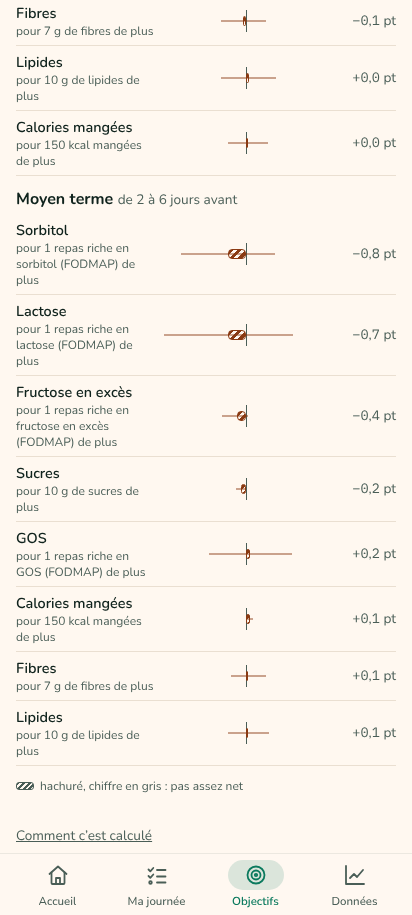 Fibres
pour 7 g de fibres de plus
−0,1 pt
Lipides
pour 10 g de lipides de
plus
+0,0 pt
Calories mangées
pour 150 kcal mangées
de plus
+0,0 pt
Moyen terme de 2 à 6 jours avant
Sorbitol
pour 1 repas riche en
sorbitol (FODMAP) de
plus
−0,8 pt
Lactose
pour 1 repas riche en
lactose (FODMAP) de
plus
−0,7 pt
Fructose en excès
pour 1 repas riche en
fructose en excès
(FODMAP) de plus
−0,4 pt
Sucres
pour 10 g de sucres de
plus
−0,2 pt
GOS
pour 1 repas riche en
GOS (FODMAP) de plus
+0,2 pt
Calories mangées
pour 150 kcal mangées
de plus
+0,1 pt
Fibres
pour 7 g de fibres de plus
+0,1 pt
Lipides
pour 10 g de lipides de
plus
+0,1 pt
hachuré, chiffre en gris : pas assez net
Comment c’est calculé
Accueil
Ma journée
Objectifs
Données